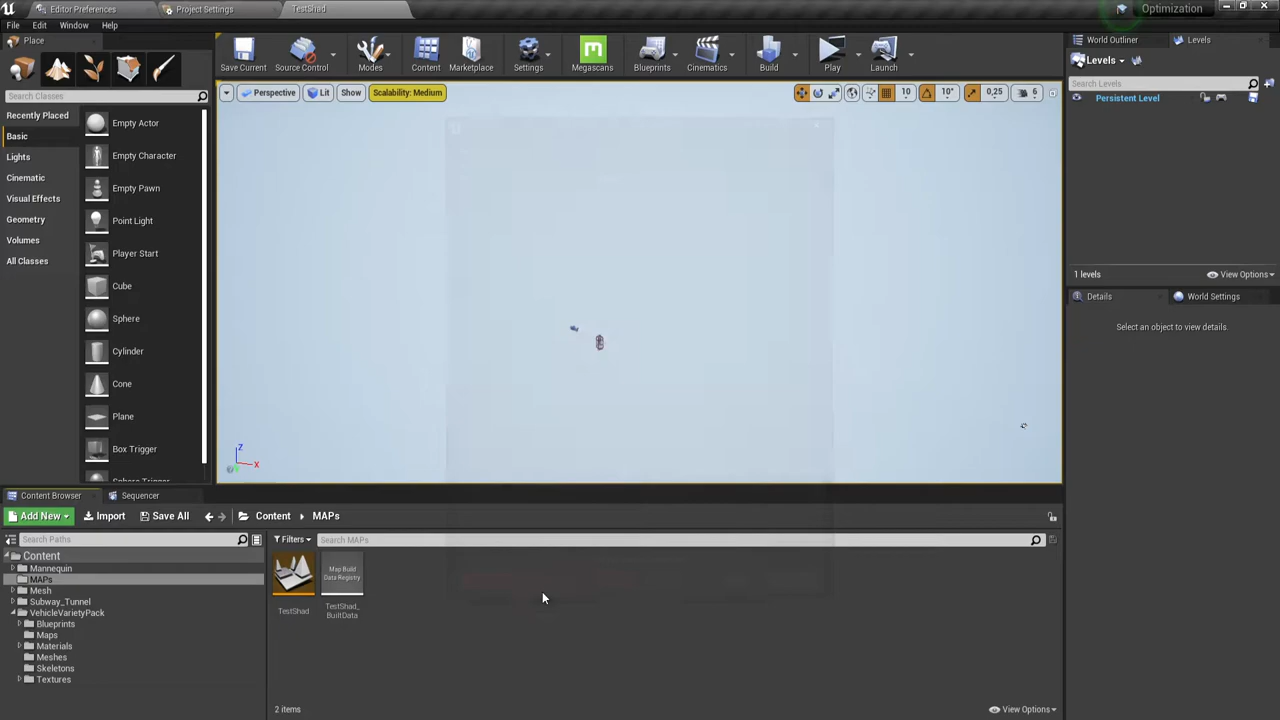 Editor Preferences
Project Settings
TestShad
Optimization
File
Edit
Window
Help
Place
Save Current
Source Control
Modes
Content
Marketplace
Settings
Megascans
Blueprints
Cinematics
Build
Play
Launch
World Outliner
Levels
Levels
Search Levels
Persistent Level
Search Classes
Recently Placed
Basic
Lights
Cinematic
Visual Effects
Geometry
Volumes
All Classes
Empty Actor
Empty Character
Empty Pawn
Point Light
Player Start
Cube
Sphere
Cylinder
Cone
Plane
Box Trigger
Sphere Trigger
Perspective
Lit
Show
Scalability: Medium
10
10°
0,25
6
Z
X
1 levels
View Options
Details
World Settings
Select an object to view details.
Content Browser
Sequencer
Add New
Import
Save All
Content
MAPs
Search Paths
Filters
Search MAPs
Content
Mannequin
MAPs
Mesh
Subway_Tunnel
VehicleVarietyPack
Blueprints
Maps
Materials
Meshes
Skeletons
Textures
Map Build
Data Registry
TestShad
TestShad_
BuiltData
2 items
View Options